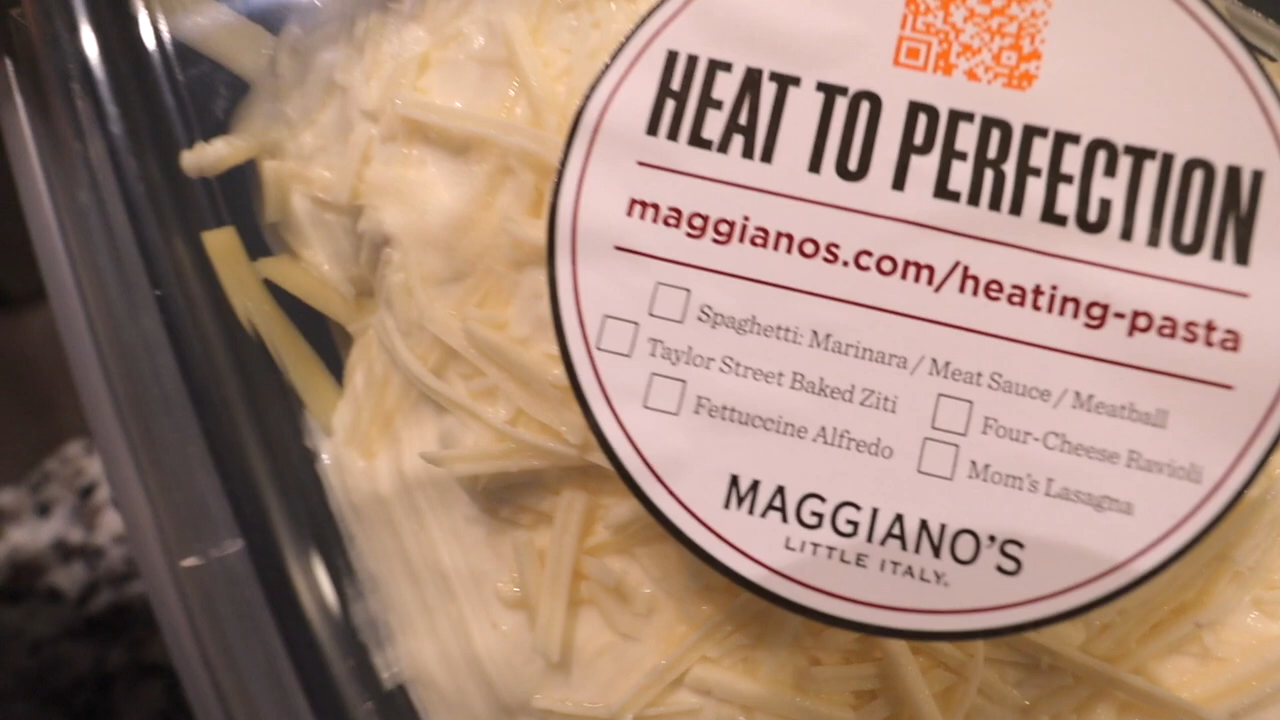 HEAT TO PERFECTION
maggianos.com/heating-pasta
Spaghetti: Marinara / Meat Sauce / Meatball
Taylor Street Baked Ziti
Four-Cheese Ravioli
Fettuccine Alfredo
Mom's Lasagna
MAGGIANO'S
LITTLE ITALY.